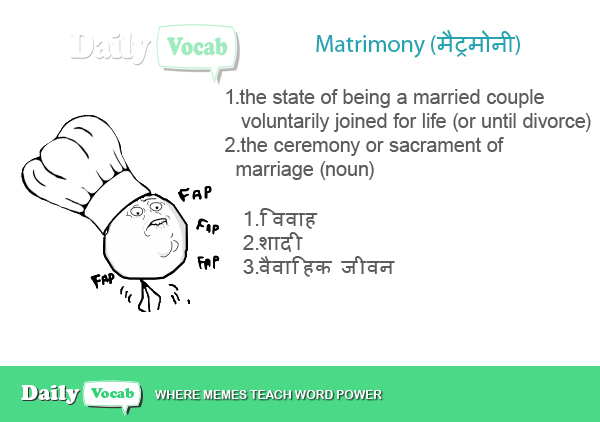 Daily Vocab
Matrimony (मैट्रमोनी)
1.the state of being a married couple
voluntarily joined for life (or until divorce)
2.the ceremony or sacrament of
marriage (noun)
1.विवाह
2.शादी
3.वैवाहिक जीवन
FAP
FAP
FAP
FAP
Daily Vocab WHERE MEMES TEACH WORD POWER